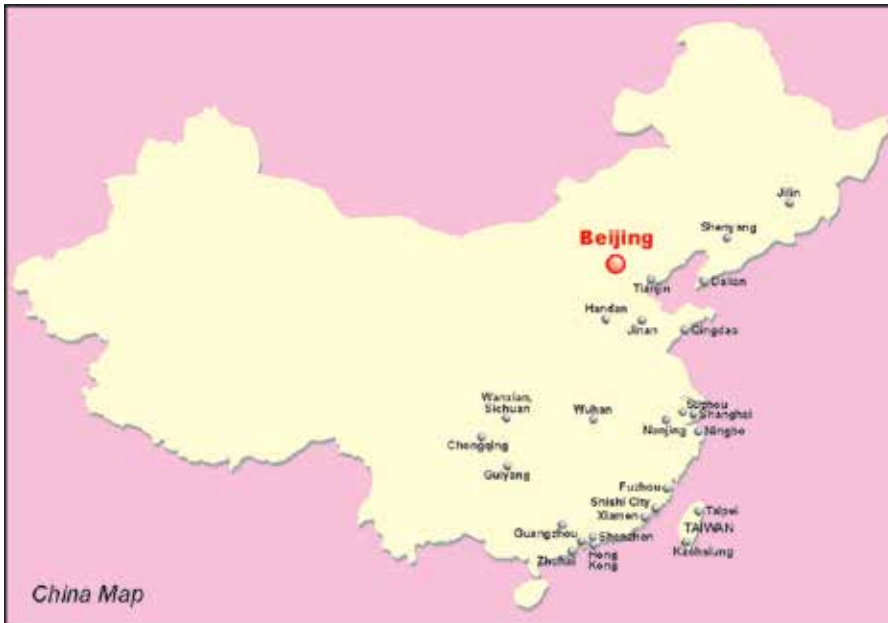 Jilin
Shenyang
Beijing
Tianjin
Dalian
Handan
Jinan
Qingdao
Wanxian,
Sichuan
Wuhan
Suzhou
Shanghai
Nanjing
Ningbo
Chongqing
Guiyang
Fuzhou
Shishi City
Xiamen
Taipei
TAIWAN
Guangzhou
Shenzhen
Kaohsiung
Zhuhai
Hong
Kong
China Map